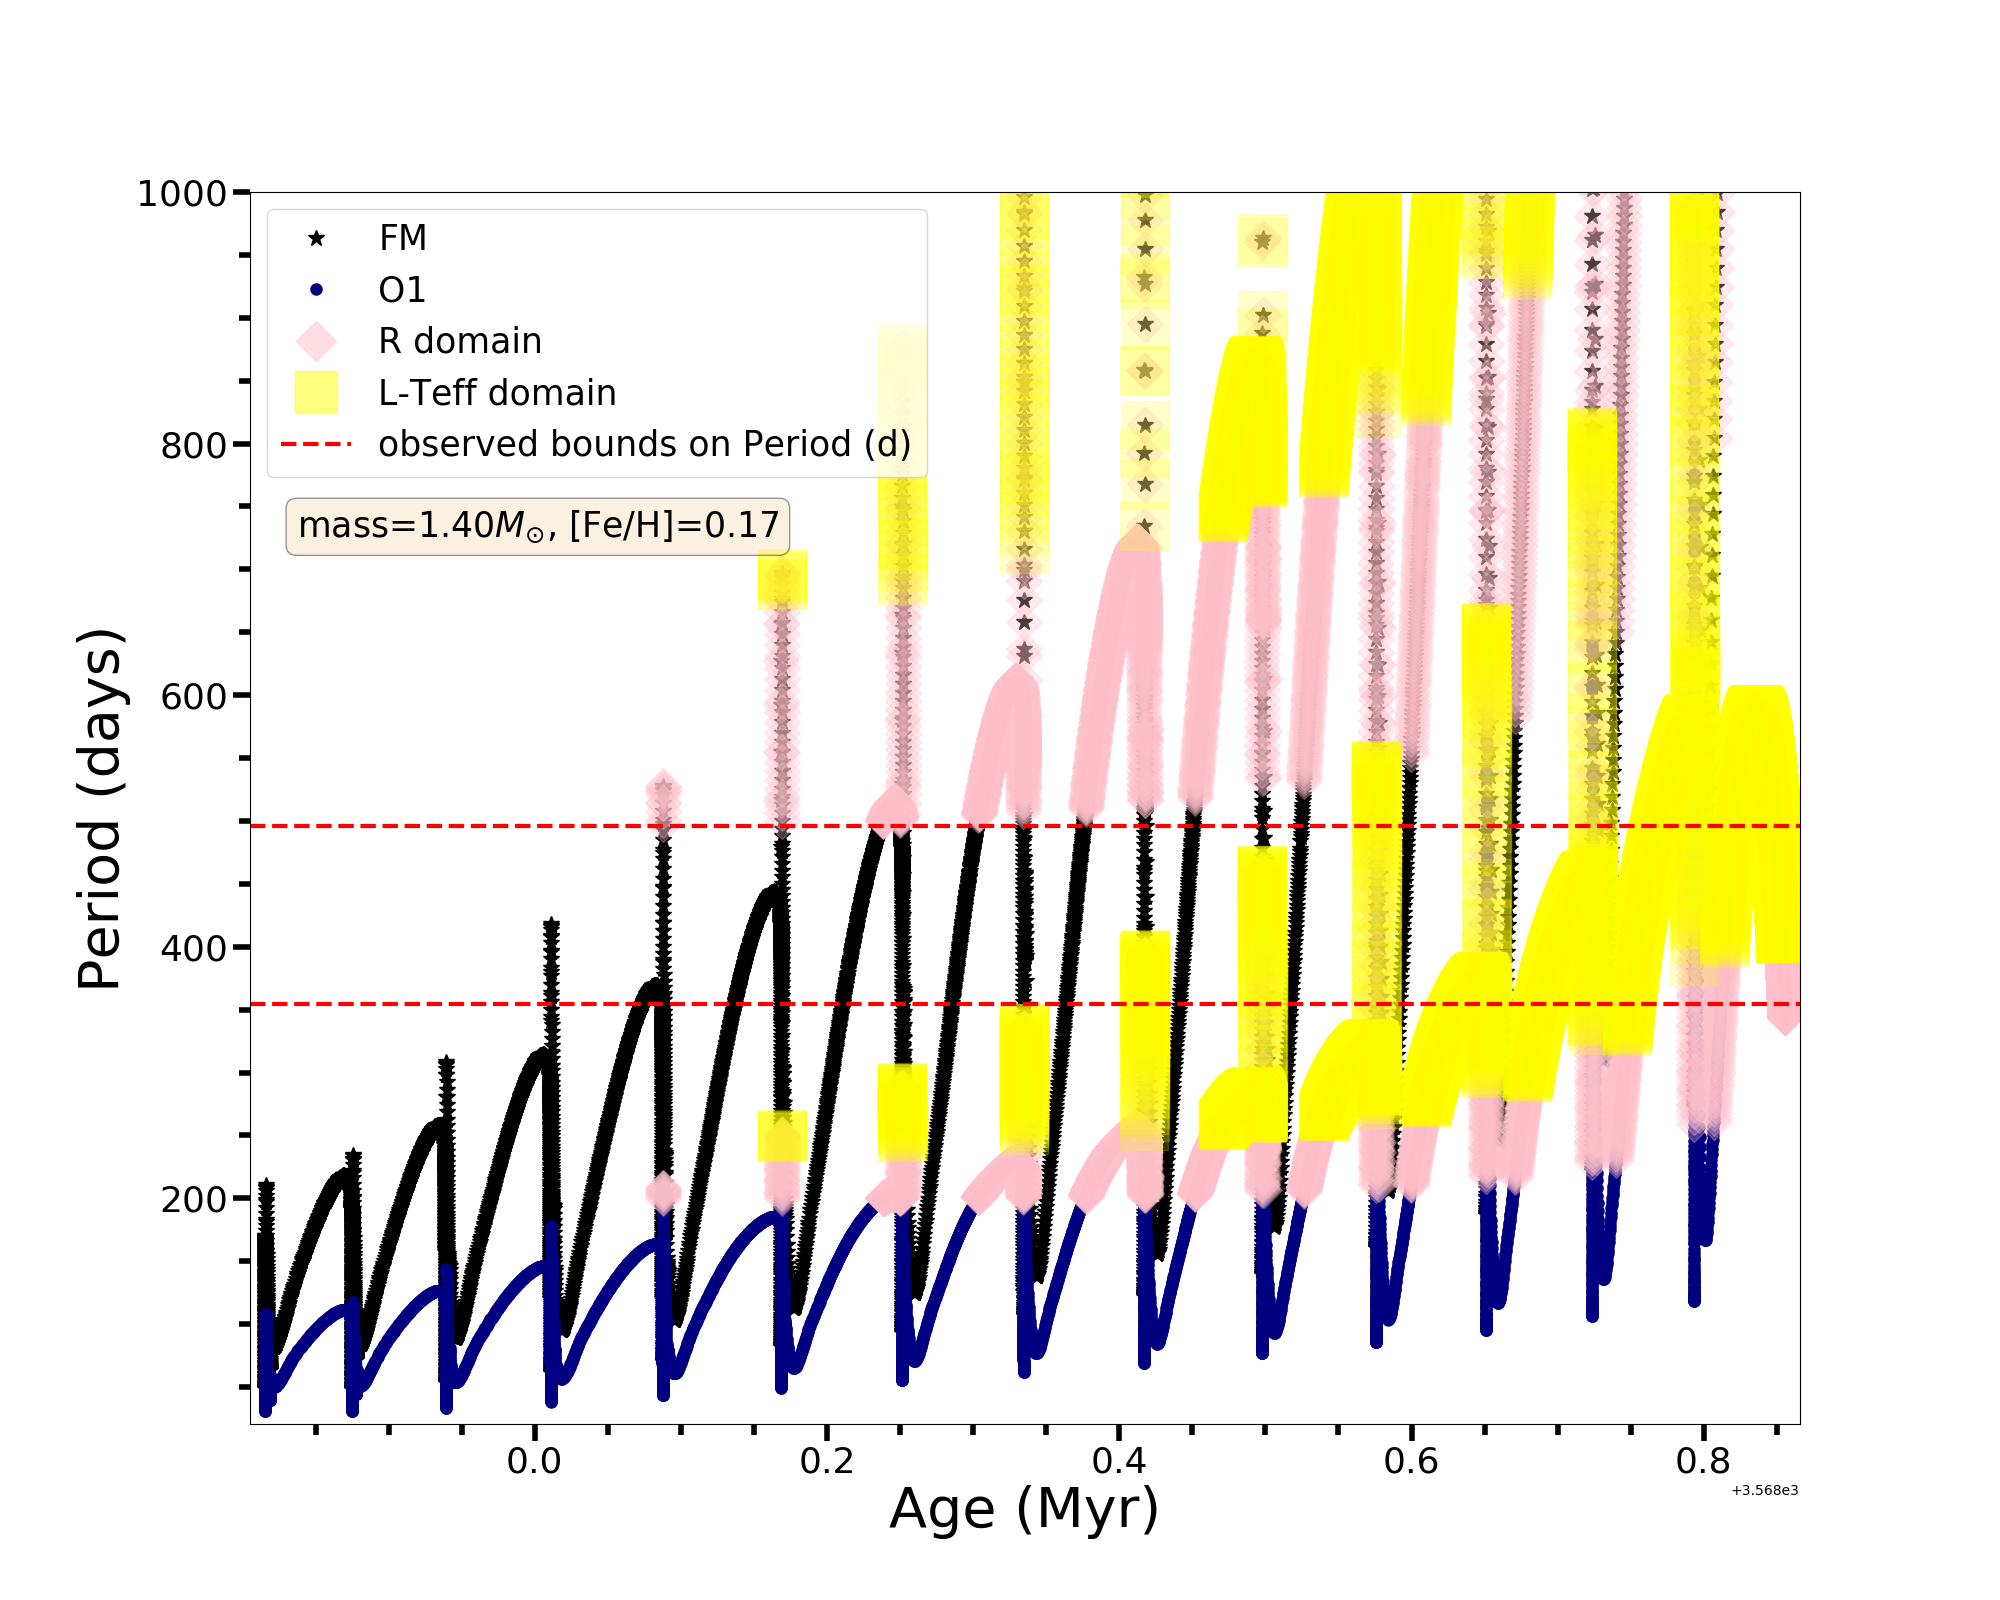 1000
800
600
400
200
Period (days)
FM
O1
R domain
L-Teff domain
observed bounds on Period (d)
mass=1.40M⊙, [Fe/H]=0.17
0.0 0.2 0.4 0.6 0.8
+3.568e3
Age (Myr)